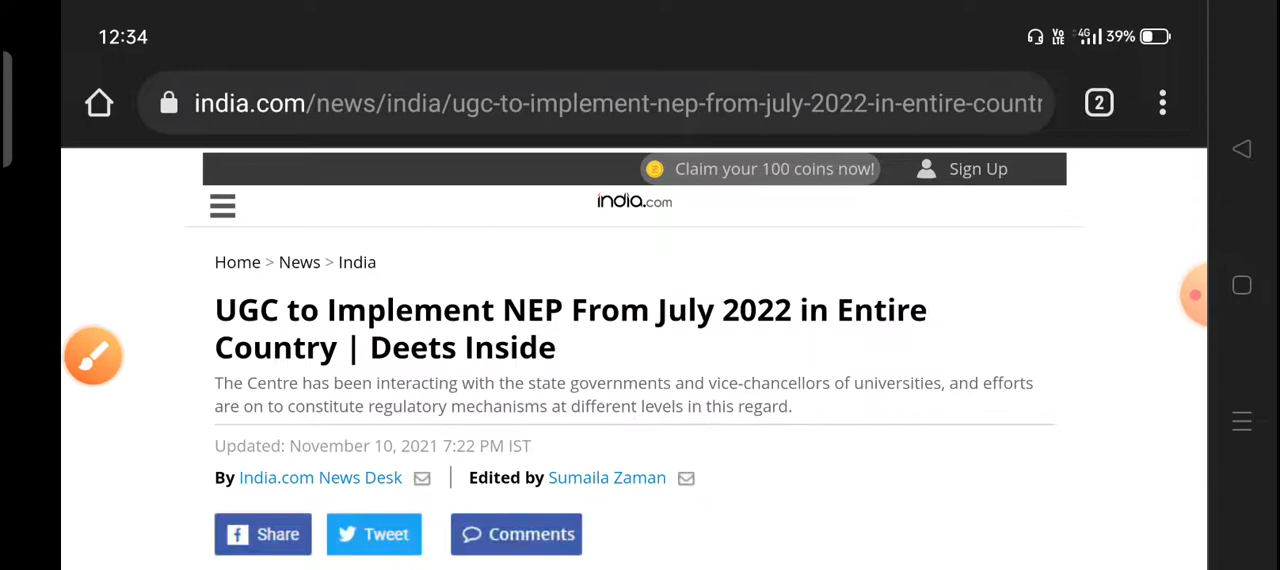 12:34
Vo LTE 4G 39%
india.com/news/india/ugc-to-implement-nep-from-july-2022-in-entire-countr
2
Claim your 100 coins now!
Sign Up
india.com
Home > News > India
UGC to Implement NEP From July 2022 in Entire
Country | Deets Inside
The Centre has been interacting with the state governments and vice-chancellors of universities, and efforts
are on to constitute regulatory mechanisms at different levels in this regard.
Updated: November 10, 2021 7:22 PM IST
By India.com News Desk | Edited by Sumaila Zaman
f Share
Tweet
Comments